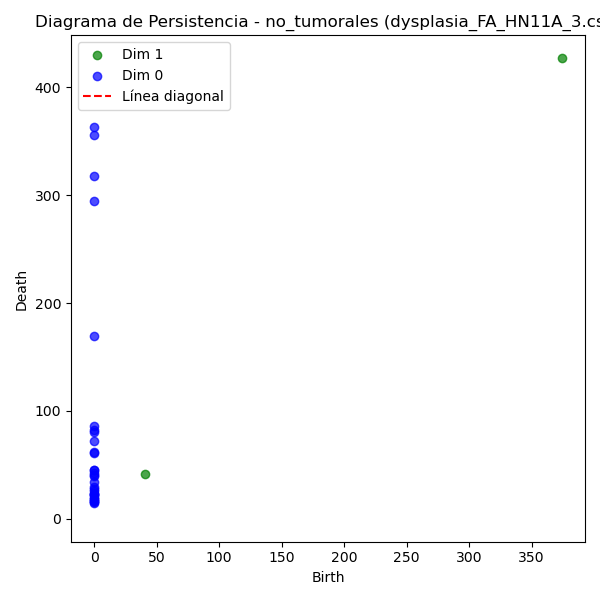 Diagrama de Persistencia - no_tumorales (dysplasia_FA_HN11A_3.cs
Dim 1
Dim 0
Línea diagonal
400
300
200
100
0
Death
0 50 100 150 200 250 300 350
Birth